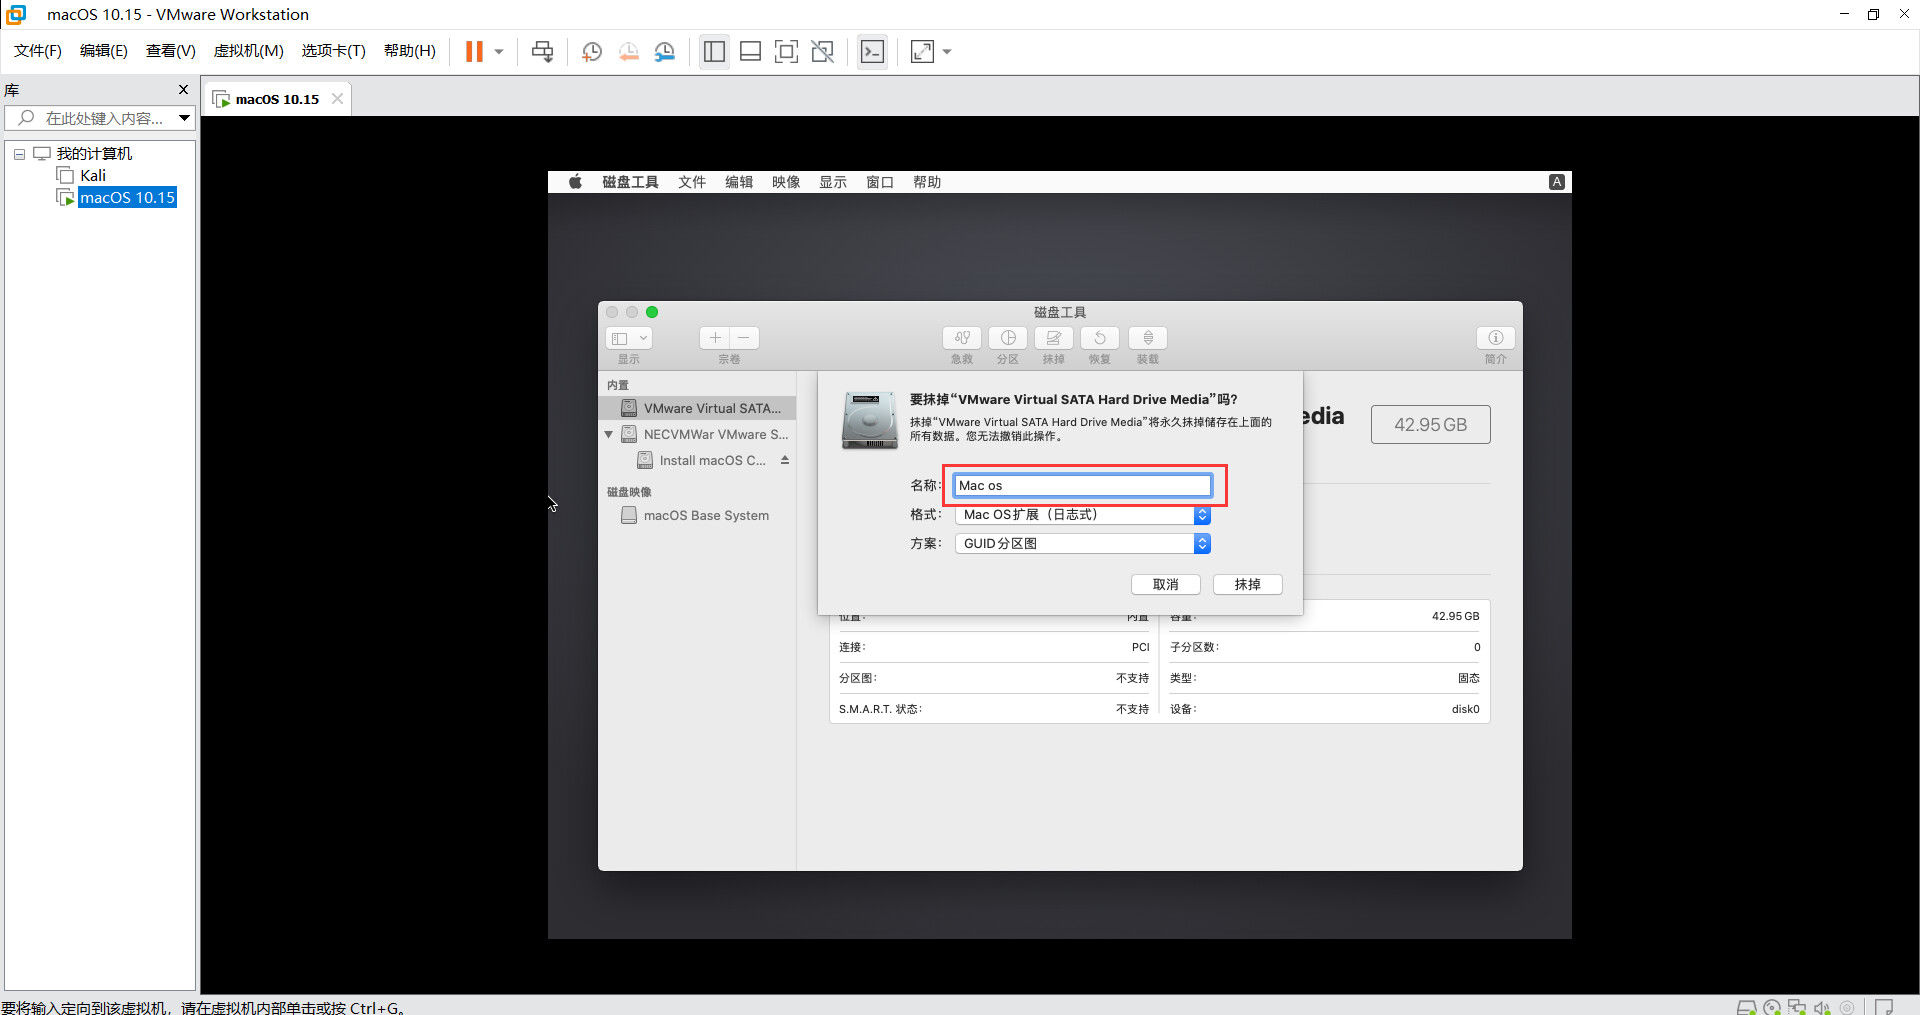 macOS 10.15 - VMware Workstation
文件(F) 编辑(E) 查看(V) 虚拟机(M) 选项卡(T) 帮助(H)
库
macOS 10.15
在此处键入内容...
我的计算机
Kali
macOS 10.15
磁盘工具 文件 编辑 映像 显示 窗口 帮助 A
磁盘工具
显示 宗卷 急救 分区 抹掉 恢复 装载 简介
内置
VMware Virtual SATA...
NECVMWar VMware S...
Install macOS C...
磁盘映像
macOS Base System
要抹掉“VMware Virtual SATA Hard Drive Media”吗?
抹掉“VMware Virtual SATA Hard Drive Media”将永久抹掉储存在上面的
所有数据。您无法撤销此操作。
edia
42.95 GB
名称: Mac os
格式: Mac OS扩展（日志式）
方案: GUID分区图
取消 抹掉
位置: 内置 容量: 42.95 GB
连接: PCI 子分区数: 0
分区图: 不支持 类型: 固态
S.M.A.R.T. 状态: 不支持 设备: disk0
要将输入定向到该虚拟机，请在虚拟机内部单击或按 Ctrl+G。